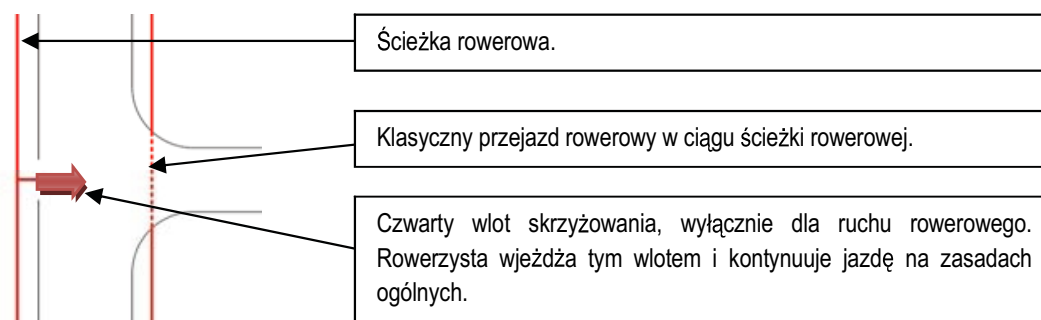 Ścieżka rowerowa.
Klasyczny przejazd rowerowy w ciągu ścieżki rowerowej.
Czwarty wlot skrzyżowania, wyłącznie dla ruchu rowerowego.
Rowerzysta wjeżdża tym wlotem i kontynuuje jazdę na zasadach
ogólnych.